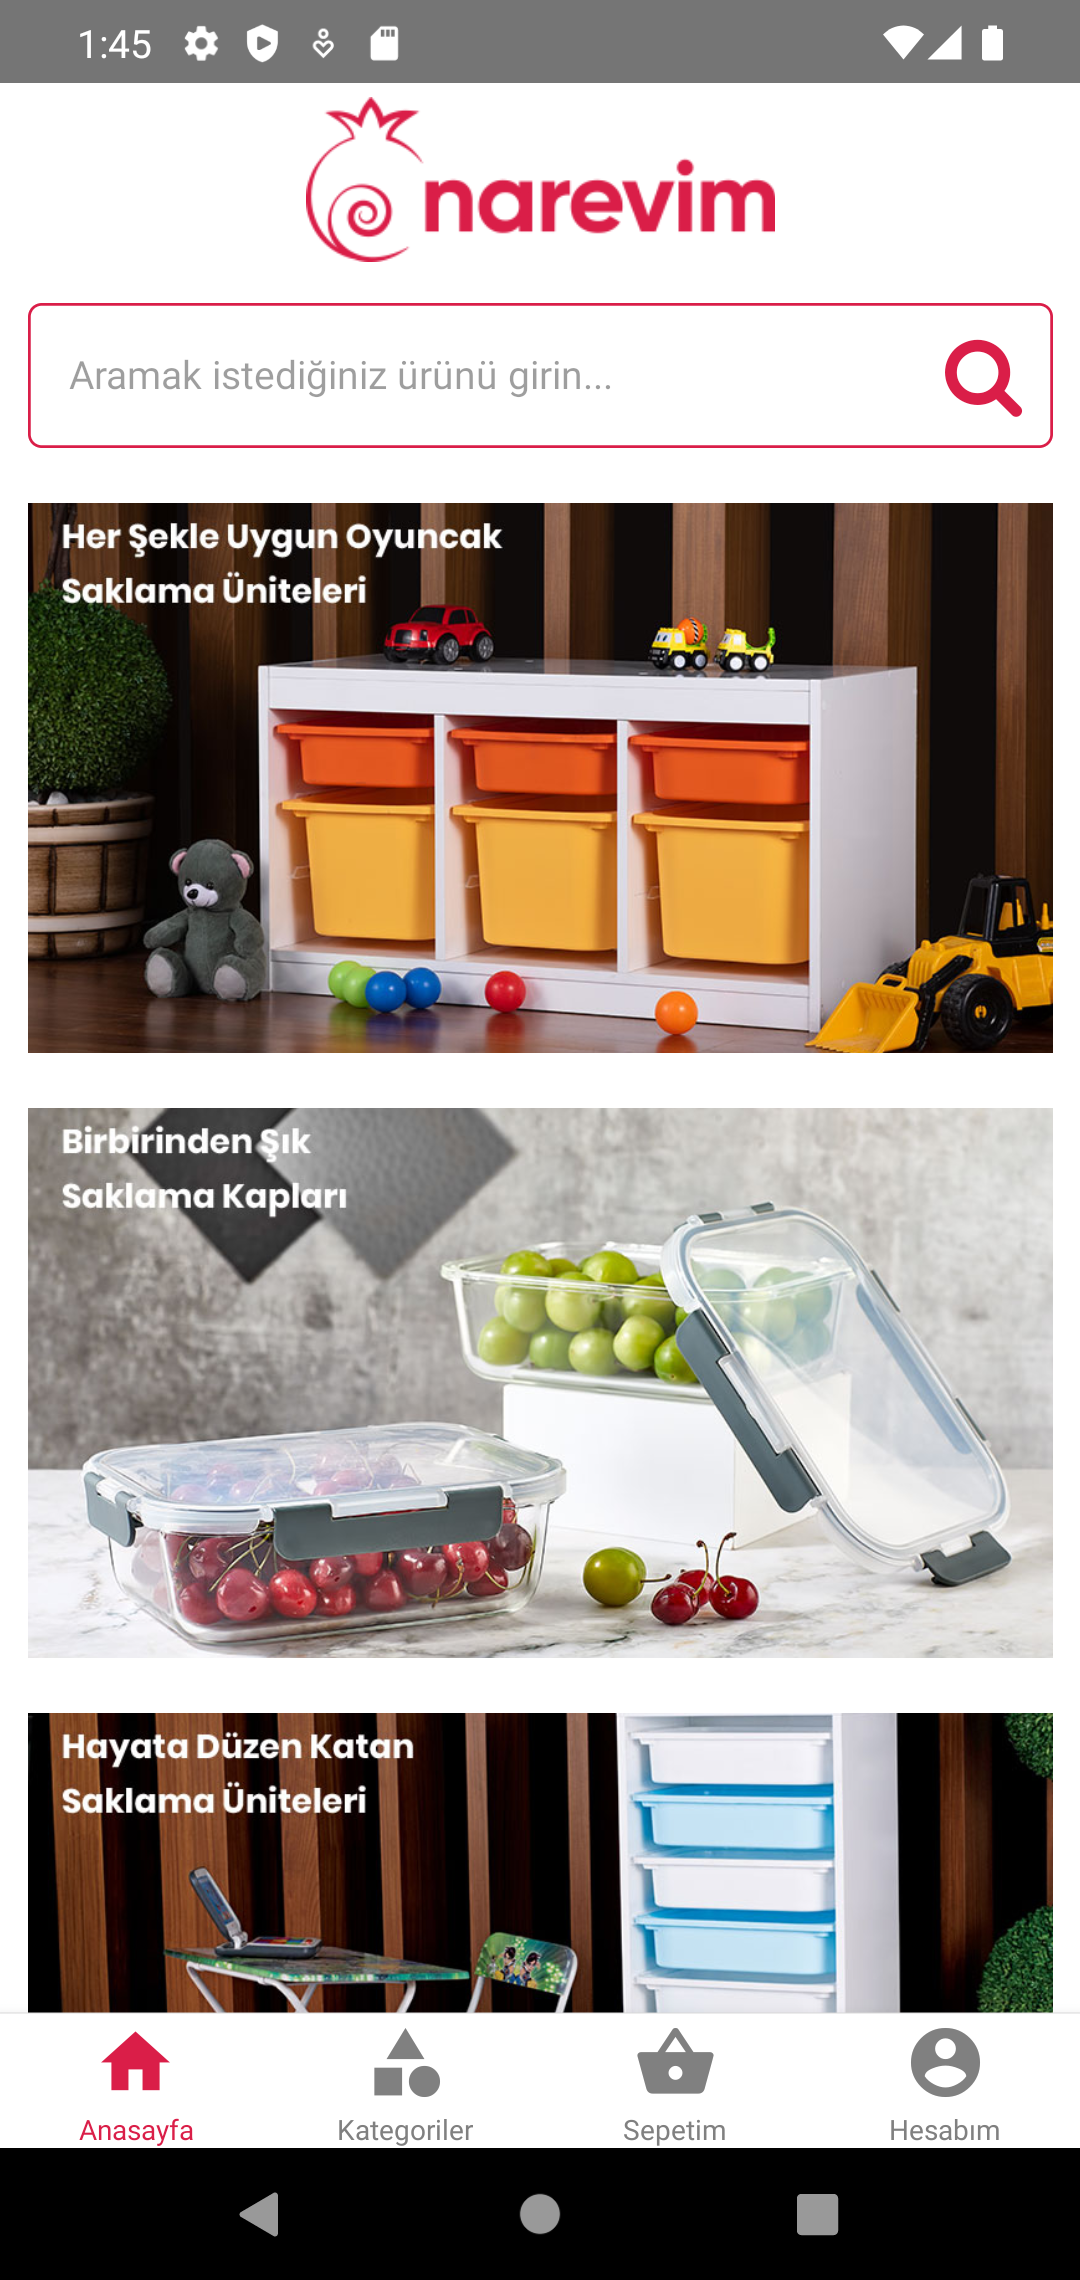 1:45
narevim
Aramak istediğiniz ürünü girin...
Her Şekle Uygun Oyuncak
Saklama Üniteleri
Birbirinden Şık
Saklama Kapları
Hayata Düzen Katan
Saklama Üniteleri
Anasayfa
Kategoriler
Sepetim
Hesabım